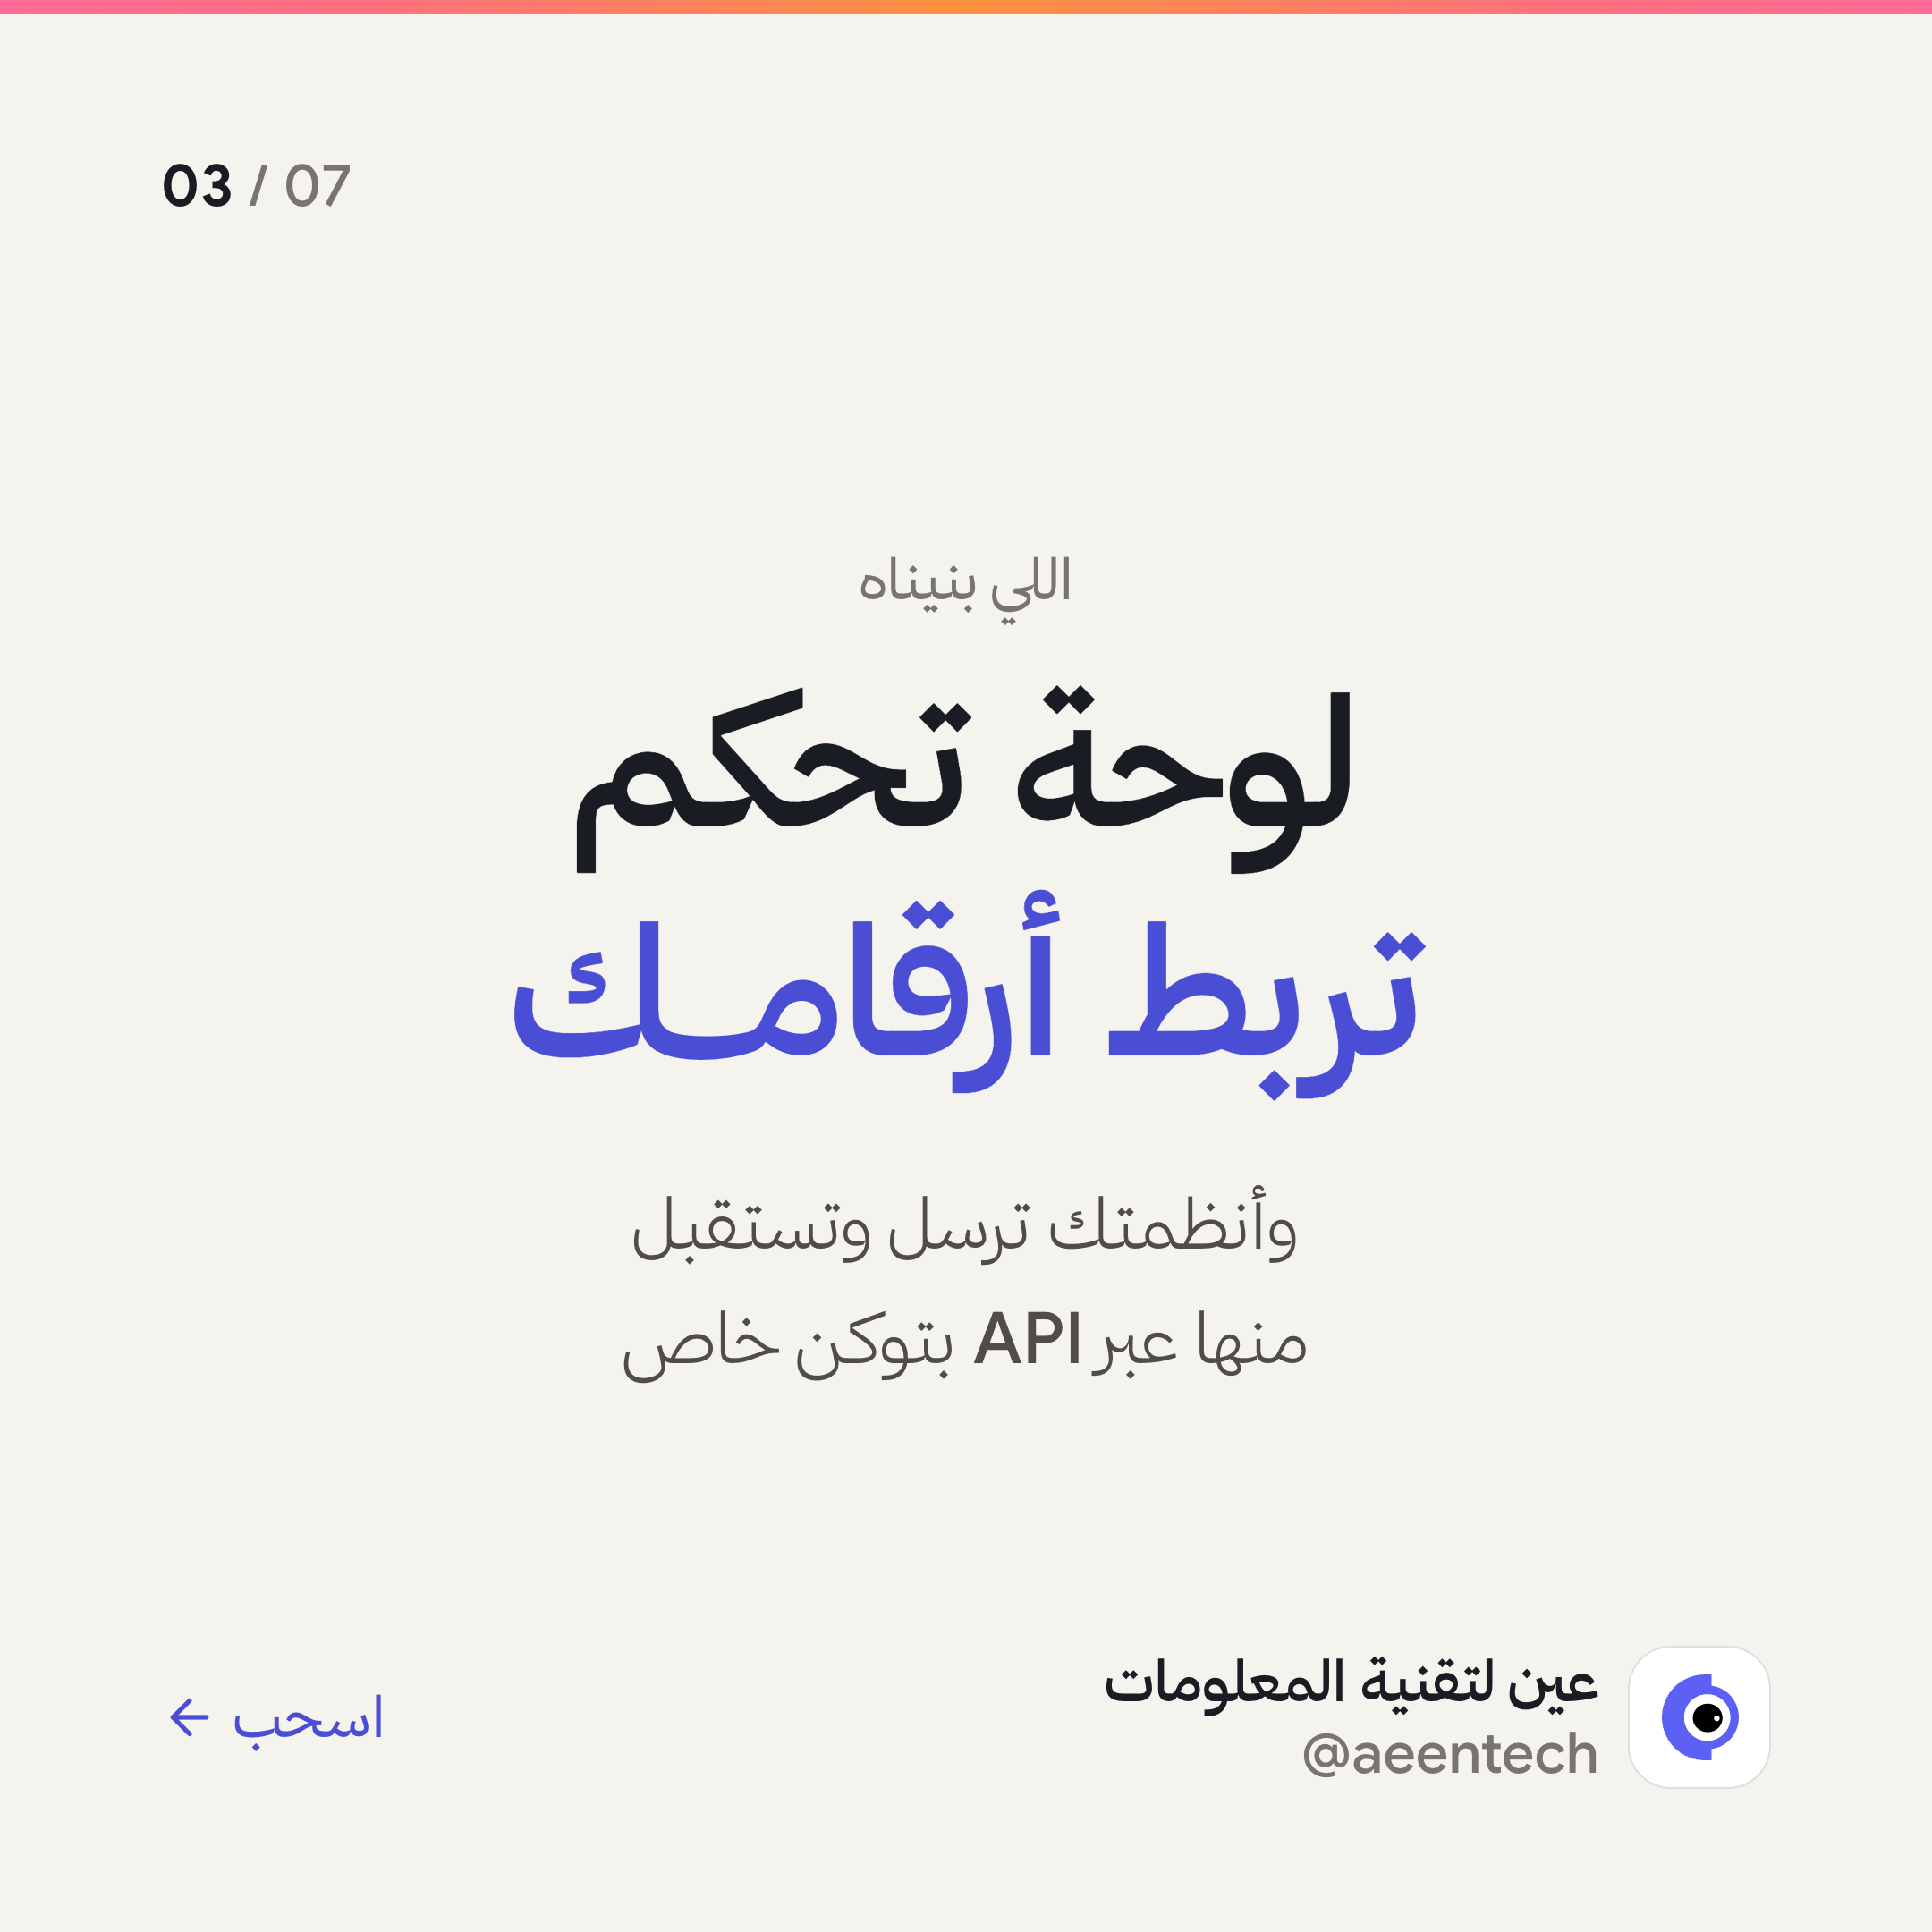 03 / 07
اللي بنيناه
لوحة تحكم
تربط أرقامك
وأنظمتك ترسل وتستقبل
منها عبر API بتوكن خاص
عين لتقنية المعلومات
@aeentech
اسحب ←